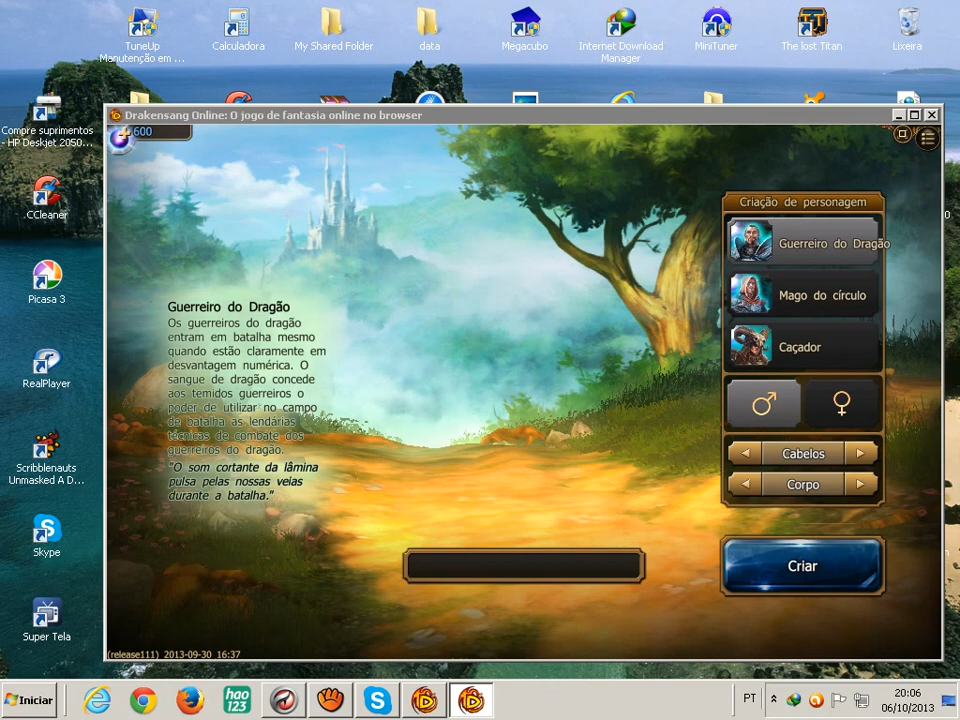 TuneUp
Manutenção em ...
Calculadora
My Shared Folder
data
Megacubo
Internet Download
Manager
MiniTuner
The lost Titan
Lixeira
Compre suprimentos
- HP Deskjet 2050...
CCleaner
Picasa 3
RealPlayer
Scribblenauts
Unmasked A D...
Skype
Super Tela
Drakensang Online: O jogo de fantasia online no browser
600
Criação de personagem
Guerreiro do Dragão
Mago do círculo
Caçador
Cabelos
Corpo
Criar
Guerreiro do Dragão
Os guerreiros do dragão
entram em batalha mesmo
quando estão claramente em
desvantagem numérica. O
sangue de dragão concede
aos temidos guerreiros o
poder de utilizar no campo
de batalha as lendárias
técnicas de combate dos
guerreiros do dragão.
"O som cortante da lâmina
pulsa pelas nossas veias
durante a batalha."
(release111) 2013-09-30 16:37
Iniciar
hao
123
PT
20:06
06/10/2013